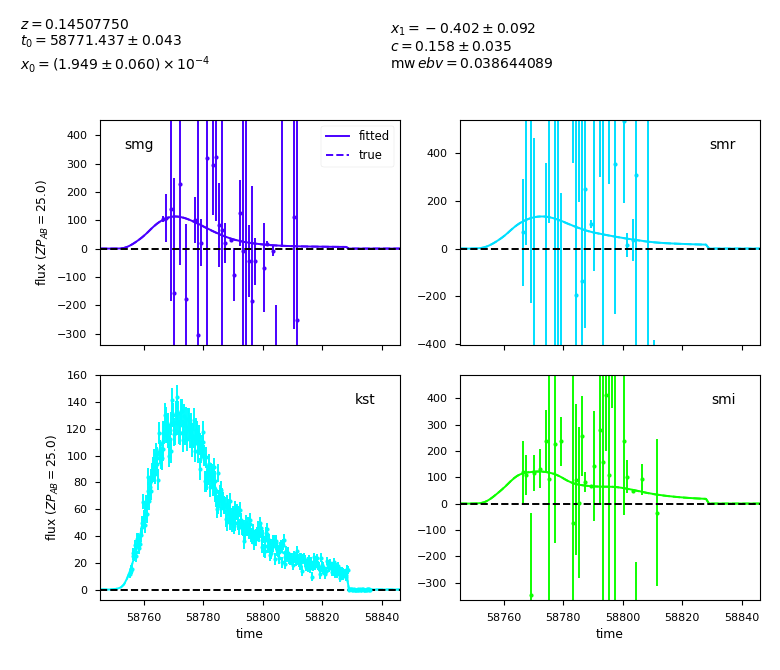 z = 0.14507750
t₀ = 58771.437 ± 0.043
x₀ = (1.949 ± 0.060) × 10⁻⁴
x₁ = −0.402 ± 0.092
c = 0.158 ± 0.035
mw ebv = 0.038644089
smg
fitted
true
flux (ZP_AB = 25.0)
400
300
200
100
0
−100
−200
−300
smr
400
200
0
−200
−400
kst
flux (ZP_AB = 25.0)
160
140
120
100
80
60
40
20
0
58760
58780
58800
58820
58840
time
smi
400
300
200
100
0
−100
−200
−300
58760
58780
58800
58820
58840
time